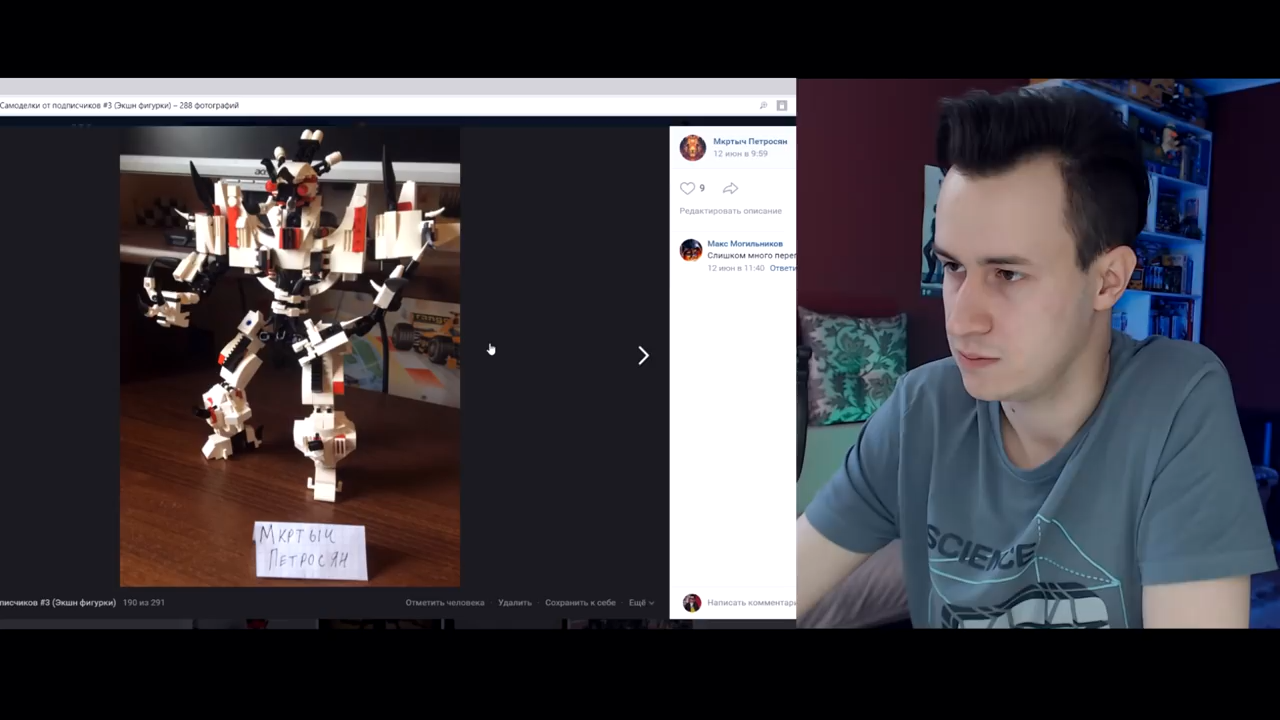 Самоделки от подписчиков #3 (Экшн фигурки) – 288 фотографий
Мкртыч Петросян
12 июн в 9:59
9
Редактировать описание
Макс Могильников
Слишком много
12 июн в 11:40 Ответи
МКРТЫЧ
ПЕТРОСЯН
SCIENCE
писчиков #3 (Экшн фигурки) 190 из 291
Отметить человека Удалить Сохранить к себе Ещё
Написать комментар